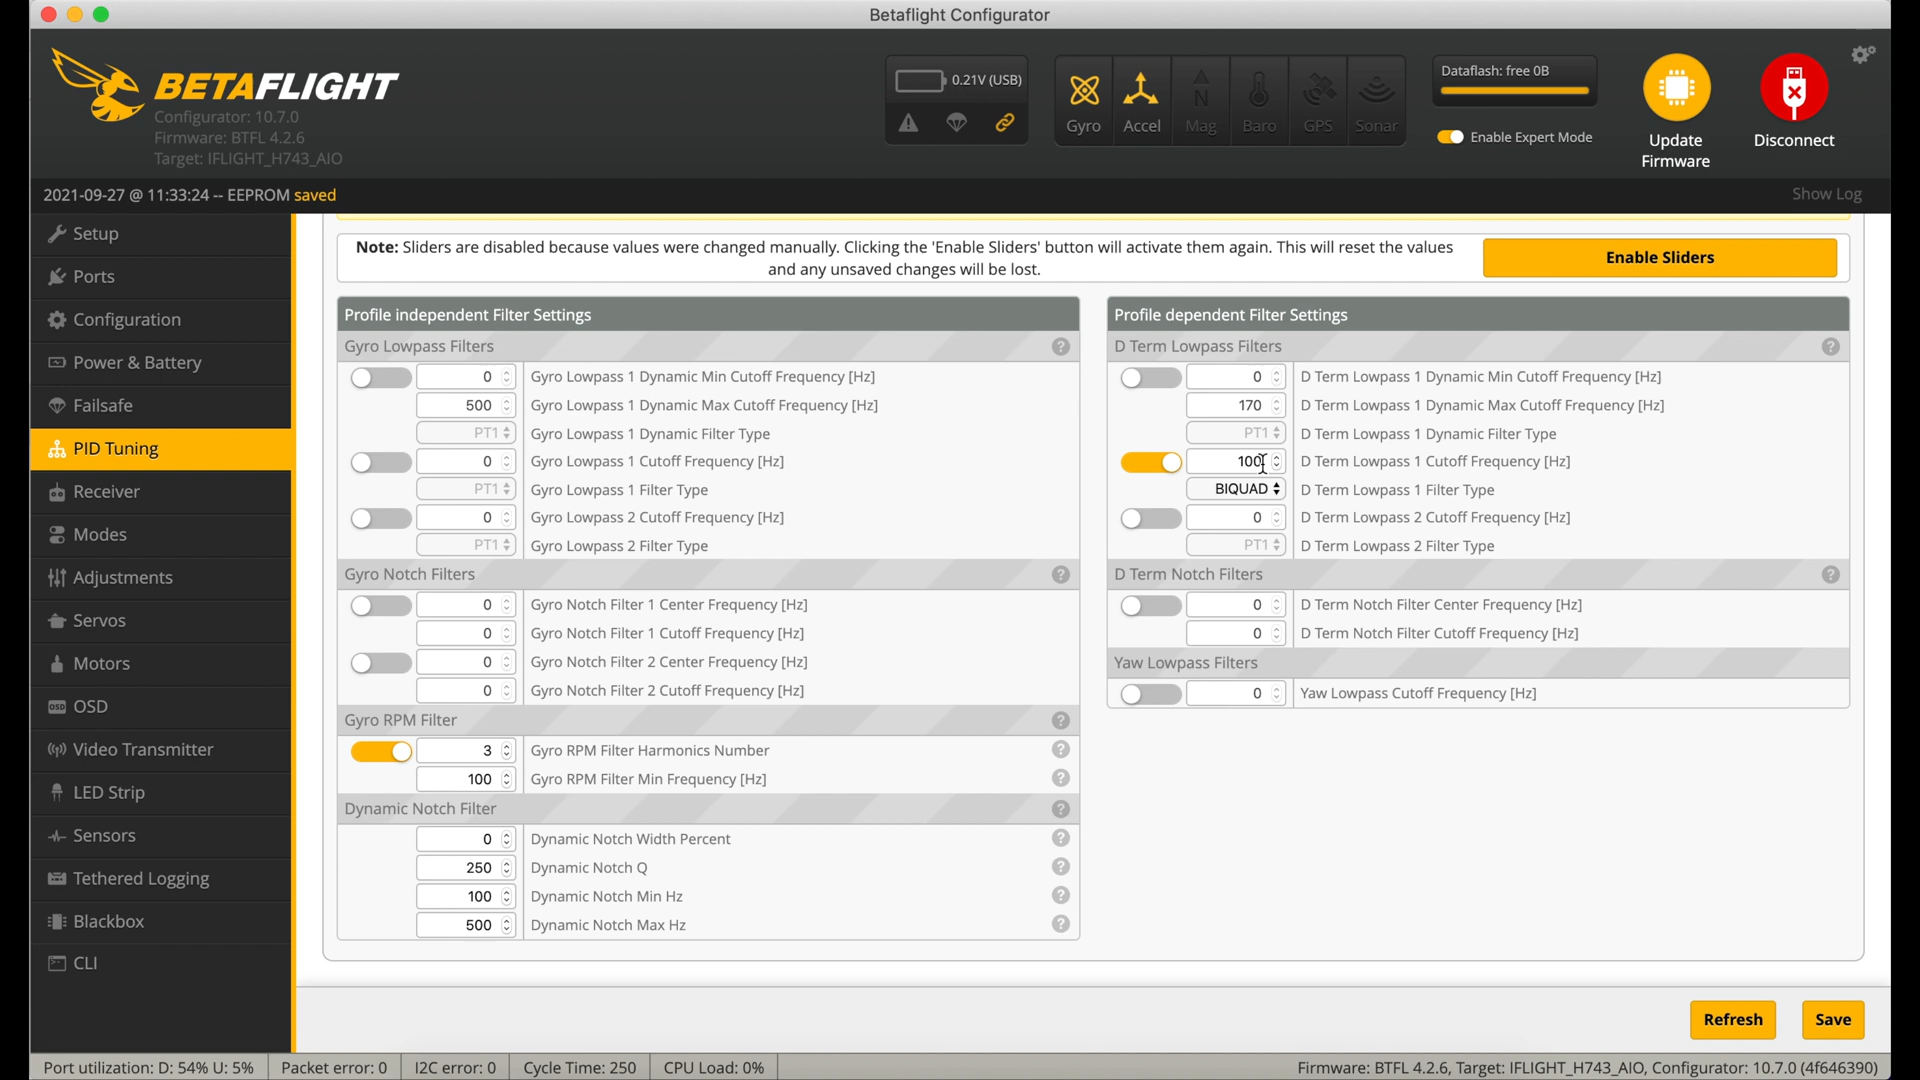 Betaflight Configurator
BETAFLIGHT
Configurator: 10.7.0
Firmware: BTFL 4.2.6
Target: IFLIGHT_H743_AIO
0.21V (USB)
Gyro
Accel
N
Mag
Baro
GPS
Sonar
Dataflash: free 0B
Enable Expert Mode
Update
Firmware
Disconnect
2021-09-27 @ 11:33:24 -- EEPROM saved
Show Log
Setup
Ports
Configuration
Power & Battery
Failsafe
PID Tuning
Receiver
Modes
Adjustments
Servos
Motors
OSD OSD
Video Transmitter
LED Strip
Sensors
Tethered Logging
Blackbox
CLI
Note: Sliders are disabled because values were changed manually. Clicking the 'Enable Sliders' button will activate them again. This will reset the values
and any unsaved changes will be lost.
Enable Sliders
Profile independent Filter Settings
Gyro Lowpass Filters ?
0 Gyro Lowpass 1 Dynamic Min Cutoff Frequency [Hz]
500 Gyro Lowpass 1 Dynamic Max Cutoff Frequency [Hz]
PT1 Gyro Lowpass 1 Dynamic Filter Type
0 Gyro Lowpass 1 Cutoff Frequency [Hz]
PT1 Gyro Lowpass 1 Filter Type
0 Gyro Lowpass 2 Cutoff Frequency [Hz]
PT1 Gyro Lowpass 2 Filter Type
Gyro Notch Filters ?
0 Gyro Notch Filter 1 Center Frequency [Hz]
0 Gyro Notch Filter 1 Cutoff Frequency [Hz]
0 Gyro Notch Filter 2 Center Frequency [Hz]
0 Gyro Notch Filter 2 Cutoff Frequency [Hz]
Gyro RPM Filter ?
3 Gyro RPM Filter Harmonics Number ?
100 Gyro RPM Filter Min Frequency [Hz] ?
Dynamic Notch Filter ?
0 Dynamic Notch Width Percent ?
250 Dynamic Notch Q ?
100 Dynamic Notch Min Hz ?
500 Dynamic Notch Max Hz ?
Profile dependent Filter Settings
D Term Lowpass Filters ?
0 D Term Lowpass 1 Dynamic Min Cutoff Frequency [Hz]
170 D Term Lowpass 1 Dynamic Max Cutoff Frequency [Hz]
PT1 D Term Lowpass 1 Dynamic Filter Type
100 D Term Lowpass 1 Cutoff Frequency [Hz]
BIQUAD D Term Lowpass 1 Filter Type
0 D Term Lowpass 2 Cutoff Frequency [Hz]
PT1 D Term Lowpass 2 Filter Type
D Term Notch Filters ?
0 D Term Notch Filter Center Frequency [Hz]
0 D Term Notch Filter Cutoff Frequency [Hz]
Yaw Lowpass Filters
0 Yaw Lowpass Cutoff Frequency [Hz]
Refresh
Save
Port utilization: D: 54% U: 5%
Packet error: 0
I2C error: 0
Cycle Time: 250
CPU Load: 0%
Firmware: BTFL 4.2.6, Target: IFLIGHT_H743_AIO, Configurator: 10.7.0 (4f646390)